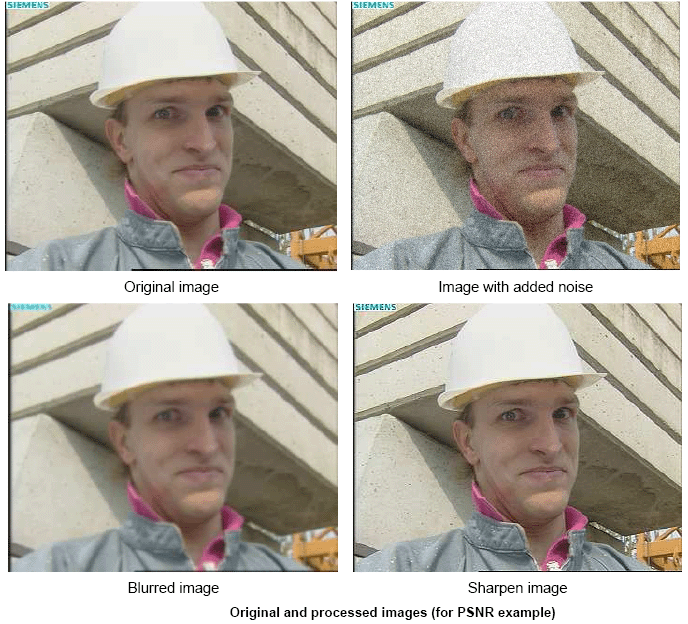 SIEMENS
SIEMENS
Original image
Image with added noise
SIEMENS
SIEMENS
Blurred image
Sharpen image
Original and processed images (for PSNR example)